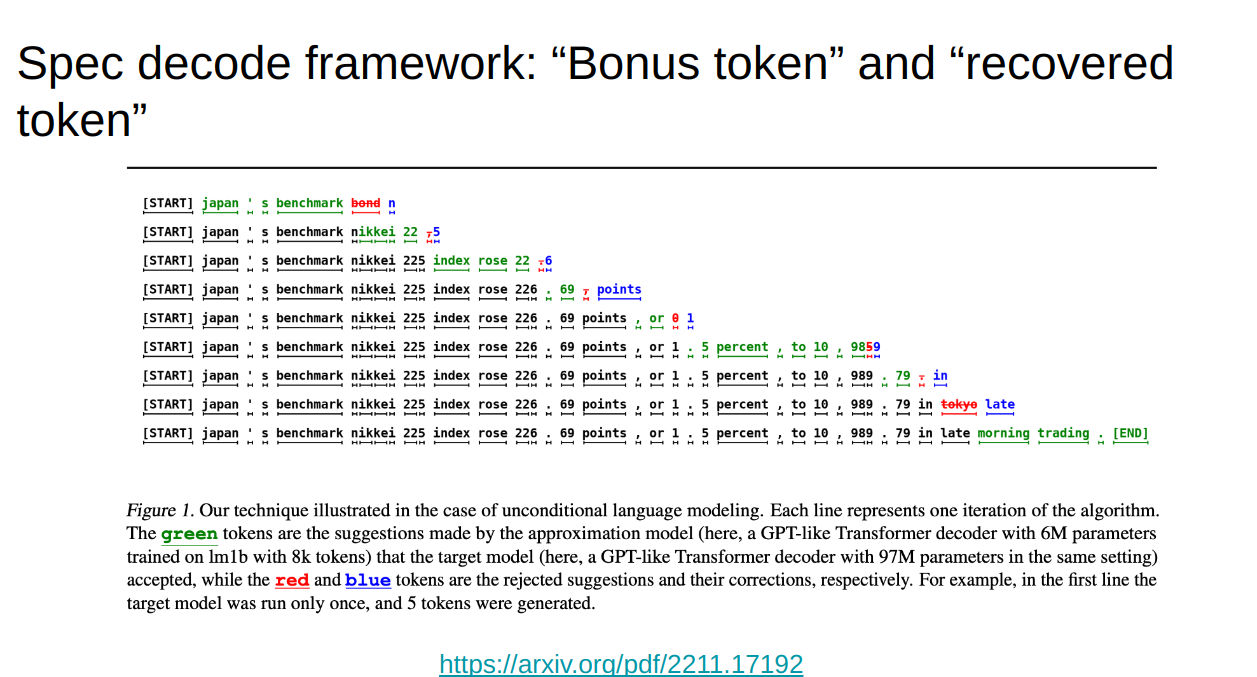 Spec decode framework: “Bonus token” and “recovered
token”
[START] japan ' s benchmark bond n
[START] japan ' s benchmark nikkei 22 , 5
[START] japan ' s benchmark nikkei 225 index rose 22 . 6
[START] japan ' s benchmark nikkei 225 index rose 226 . 69 , points
[START] japan ' s benchmark nikkei 225 index rose 226 . 69 points , or 0 1
[START] japan ' s benchmark nikkei 225 index rose 226 . 69 points , or 1 . 5 percent , to 10 , 9859
[START] japan ' s benchmark nikkei 225 index rose 226 . 69 points , or 1 . 5 percent , to 10 , 989 . 79 . in
[START] japan ' s benchmark nikkei 225 index rose 226 . 69 points , or 1 . 5 percent , to 10 , 989 . 79 in tokyo late
[START] japan ' s benchmark nikkei 225 index rose 226 . 69 points , or 1 . 5 percent , to 10 , 989 . 79 in late morning trading . [END]
Figure 1. Our technique illustrated in the case of unconditional language modeling. Each line represents one iteration of the algorithm.
The green tokens are the suggestions made by the approximation model (here, a GPT-like Transformer decoder with 6M parameters
trained on lm1b with 8k tokens) that the target model (here, a GPT-like Transformer decoder with 97M parameters in the same setting)
accepted, while the red and blue tokens are the rejected suggestions and their corrections, respectively. For example, in the first line the
target model was run only once, and 5 tokens were generated.
https://arxiv.org/pdf/2211.17192